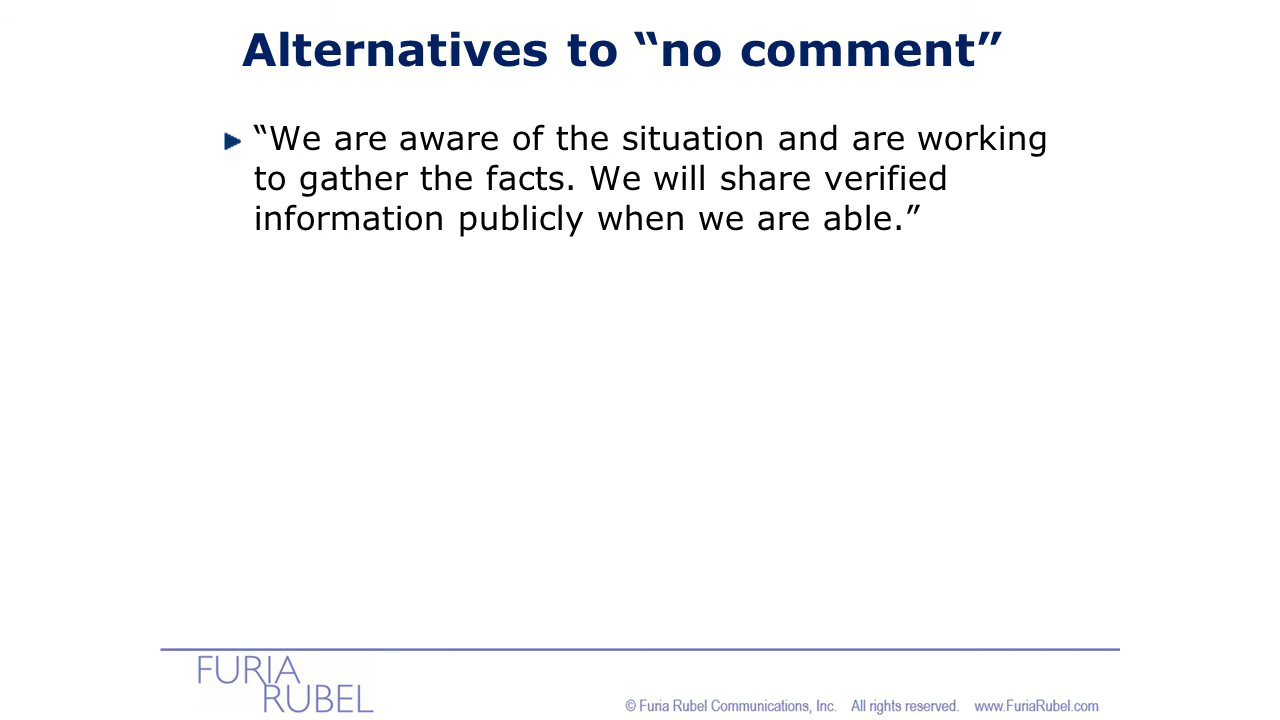 Alternatives to “no comment”
“We are aware of the situation and are working
to gather the facts. We will share verified
information publicly when we are able.”
FURIA
RUBEL
© Furia Rubel Communications, Inc. All rights reserved. www.FuriaRubel.com